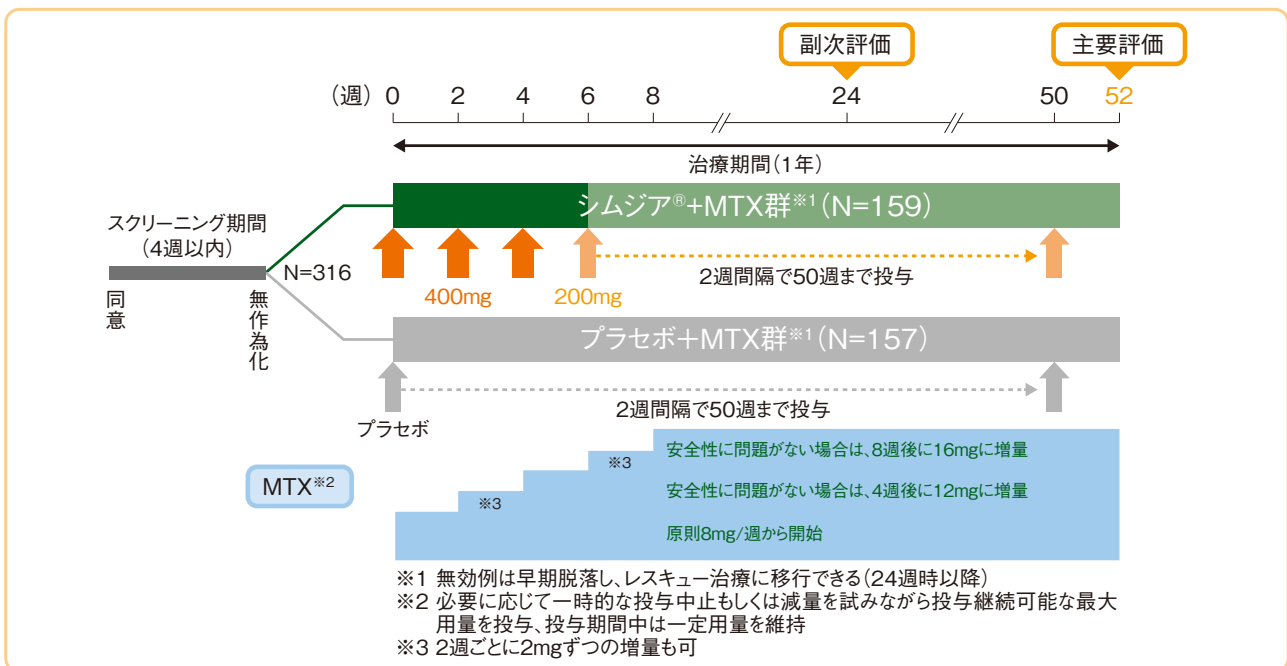 副次評価
主要評価
(週) 0 2 4 6 8 24 50 52
治療期間(1年)
シムジア®+MTX群※1(N=159)
スクリーニング期間
(4週以内)
N=316
同意
無作為化
400mg
200mg
2週間隔で50週まで投与
プラセボ+MTX群※1(N=157)
プラセボ
2週間隔で50週まで投与
MTX※2
※3
※3
安全性に問題がない場合は、8週後に16mgに増量
安全性に問題がない場合は、4週後に12mgに増量
原則8mg/週から開始
※1 無効例は早期脱落し、レスキュー治療に移行できる(24週時以降)
※2 必要に応じて一時的な投与中止もしくは減量を試みながら投与継続可能な最大
用量を投与、投与期間中は一定用量を維持
※3 2週ごとに2mgずつの増量も可